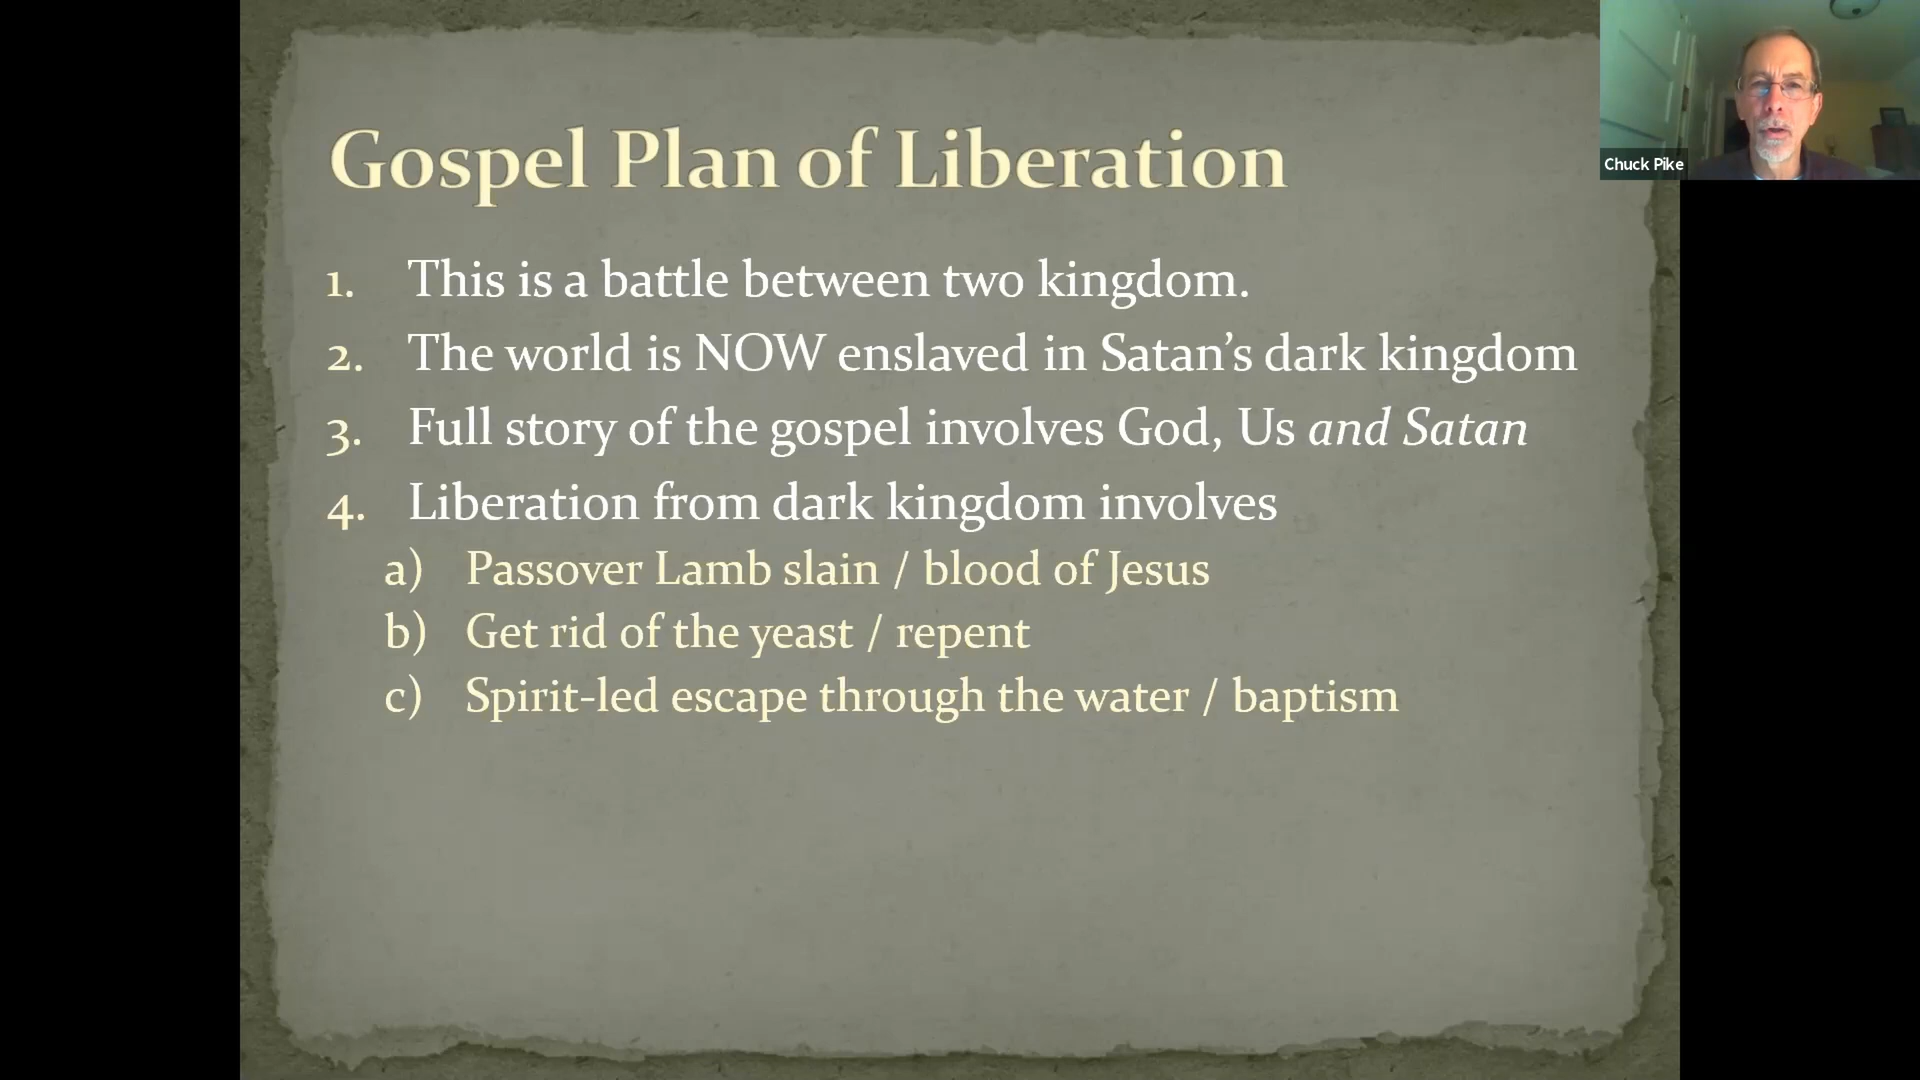 Gospel Plan of Liberation
1. This is a battle between two kingdom.
2. The world is NOW enslaved in Satan’s dark kingdom
3. Full story of the gospel involves God, Us and Satan
4. Liberation from dark kingdom involves
a) Passover Lamb slain / blood of Jesus
b) Get rid of the yeast / repent
c) Spirit-led escape through the water / baptism
Chuck Pike